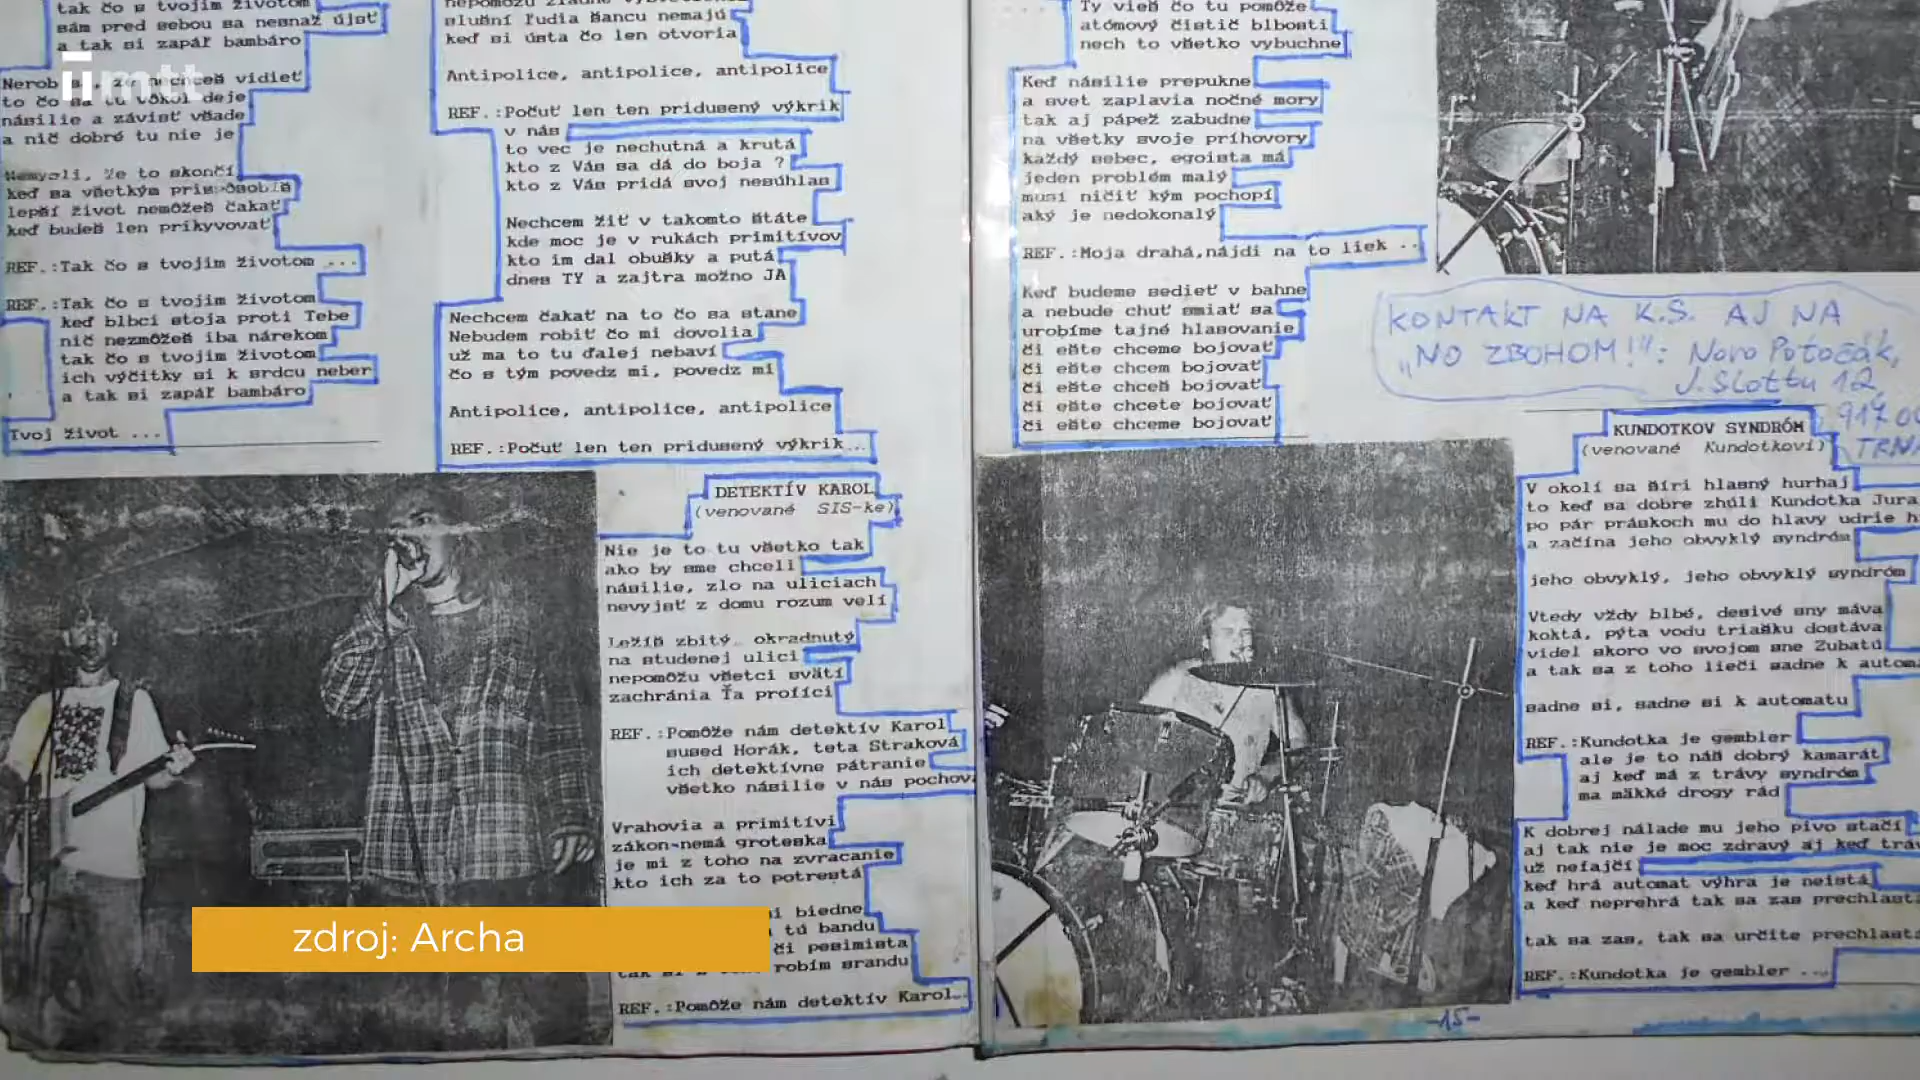 tak čo s tvojim životom
sám pred sebou sa nesnaž újsť
a tak si zapáľ bambáro
Nerob sa, že nechceš vidieť
to čo sa tu vôkol deje
násilie a závisť všade
a nič dobré tu nie je
Nemysli, že to skončí
keď sa všetkým prispôsobíš
lepší život nemôžeš čakať
keď budeš len prikyvovať
REF.:Tak čo s tvojim životom ...
REF.:Tak čo s tvojim životom
keď blbci stoja proti Tebe
nič nezmôžeš iba nárekom
tak čo s tvojim životom
ich výčitky si k srdcu neber
a tak si zapáľ bambáro
Tvoj život ...
slušní ľudia šancu nemajú
keď si ústa čo len otvoria
Antipolice, antipolice, antipolice
REF.:Počuť len ten pridusený výkrik
v nás
to vec je nechutná a krutá
kto z Vás sa dá do boja ?
kto z Vás pridá svoj nesúhlas
Nechcem žiť v takomto štáte
kde moc je v rukách primitívov
kto im dal obušky a putá
dnes TY a zajtra možno JA
Nechcem čakať na to čo sa stane
Nebudem robiť čo mi dovolia
už ma to tu ďalej nebaví
čo s tým povedz mi, povedz mi
Antipolice, antipolice, antipolice
REF.:Počuť len ten pridusený výkrik...
DETEKTÍV KAROL
(venované SIS-ke)
Nie je to tu všetko tak
ako by sme chceli
násilie, zlo na uliciach
nevyjsť z domu rozum velí
Ležíš zbitý okradnutý
na studenej ulici
nepomôžu všetci svätí
zachránia Ťa profíci
REF.:Pomôže nám detektív Karol
sused Horák, teta Straková
ich detektívne pátranie
všetko násilie v nás pochová
Vrahovia a primitívi
zákon-nemá groteska
je mi z toho na zvracanie
kto ich za to potrestá
biedne
tú bandu
či pesimista
robím srandu
REF.:Pomôže nám detektív Karol..
Ty vieš čo tu pomôže
atómový čistič blbosti
nech to všetko vybuchne
Keď násilie prepukne
a svet zaplavia nočné mory
tak aj pápež zabudne
na všetky svoje príhovory
každý sebec, egoista má
jeden problém malý
musí ničiť kým pochopí
aký je nedokonalý
REF.:Moja drahá,nájdi na to liek ..
Keď budeme sedieť v bahne
a nebude chuť smiať sa
urobíme tajné hlasovanie
či ešte chceme bojovať
či ešte chcem bojovať
či ešte chceš bojovať
či ešte chcete bojovať
či ešte chceme bojovať
KONTAKT NA K.S. AJ NA
„NO ZBOHOM!": Noro Potočák,
J. Slottu 12,
917 00
TRNA
KUNDOTKOV SYNDRÓM
(venované Kundotkovi)
V okolí sa šíri hlasný hurhaj
to keď sa dobre zhúli Kundotka Jura
po pár práskoch mu do hlavy udrie h
a začína jeho obvyklý syndróm
jeho obvyklý, jeho obvyklý syndróm
Vtedy vždy blbé, desivé sny máva
koktá, pýta vodu triašku dostáva
videl skoro vo svojom sne Zubatú
a tak sa z toho lieči sadne k automa
sadne si, sadne si k automatu
REF.:Kundotka je gembler
ale je to náš dobrý kamarát
aj keď má z trávy syndróm
ma mäkké drogy rád
K dobrej nálade mu jeho pivo stačí
aj tak nie je moc zdravý aj keď tráv
už nefajčí
keď hrá automat výhra je neistá
a keď neprehrá tak sa zas prechlast
tak sa zas, tak sa určite prechlast
REF.:Kundotka je gembler ...
-15-
mtt
zdroj: Archa